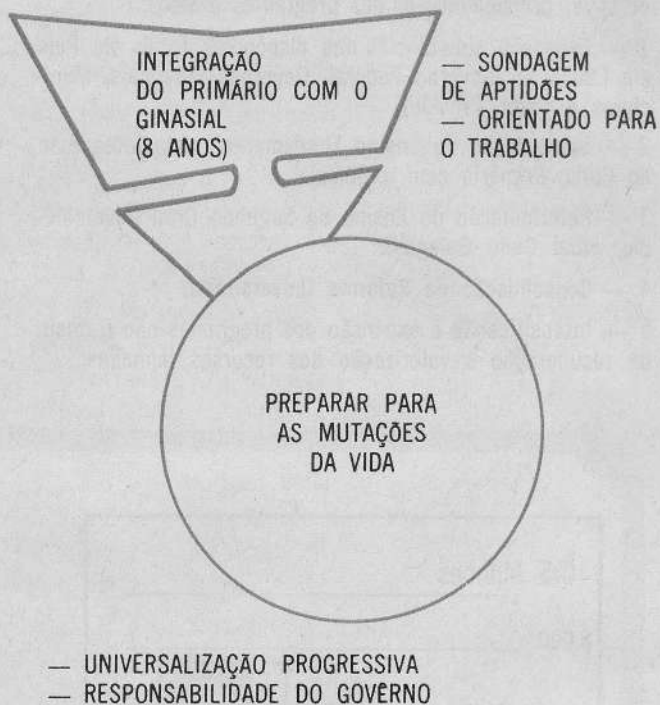 INTEGRAÇÃO
DO PRIMÁRIO COM O
GINASIAL
(8 ANOS)
— SONDAGEM
DE APTIDÕES
— ORIENTADO PARA
O TRABALHO
PREPARAR PARA
AS MUTAÇÕES
DA VIDA
— UNIVERSALIZAÇÃO PROGRESSIVA
— RESPONSABILIDADE DO GOVÊRNO